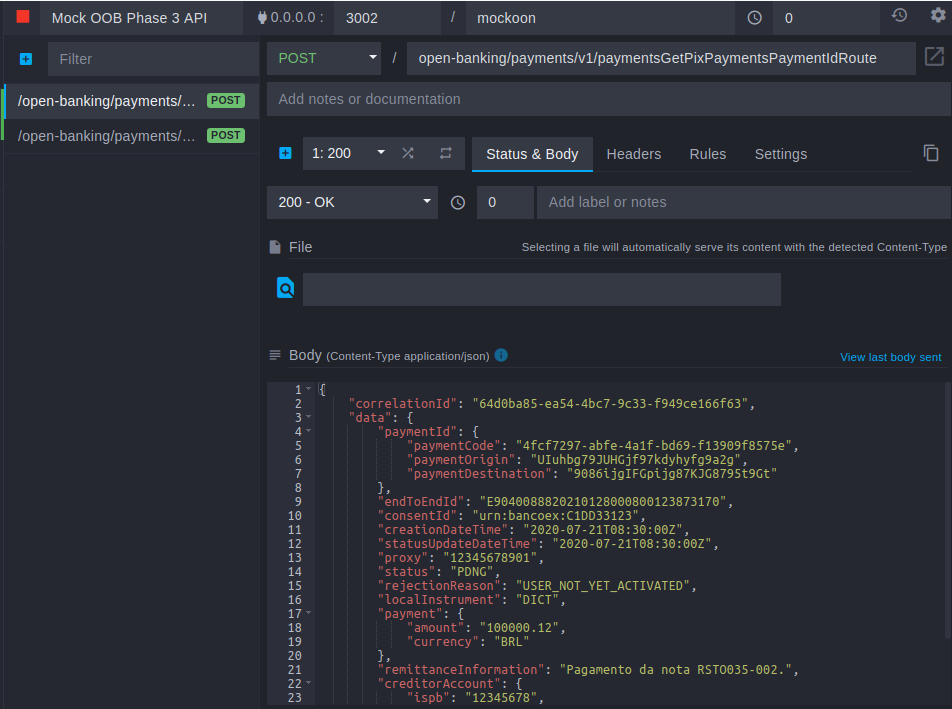 Mock OOB Phase 3 API 0.0.0.0 : 3002 / mockoon 0
Filter POST / open-banking/payments/v1/paymentsGetPixPaymentsPaymentIdRoute
/open-banking/payments/... POST
/open-banking/payments/... POST
Add notes or documentation
1: 200 Status & Body Headers Rules Settings
200 - OK 0 Add label or notes
File Selecting a file will automatically serve its content with the detected Content-Type
Body (Content-Type application/json) View last body sent
1 {
2 "correlationId": "64d0ba85-ea54-4bc7-9c33-f949ce166f63",
3 "data": {
4 "paymentId": {
5 "paymentCode": "4fcf7297-abfe-4a1f-bd69-f13909f8575e",
6 "paymentOrigin": "UIuhbg79JUHGjf97kdyhyfg9a2g",
7 "paymentDestination": "9086ijgIFGpljg87KJG8795t9Gt"
8 },
9 "endToEndId": "E90400888202101280008001​23873170",
10 "consentId": "urn:bancoex:C1DD33123",
11 "creationDateTime": "2020-07-21T08:30:00Z",
12 "statusUpdateDateTime": "2020-07-21T08:30:00Z",
13 "proxy": "12345678901",
14 "status": "PDNG",
15 "rejectionReason": "USER_NOT_YET_ACTIVATED",
16 "localInstrument": "DICT",
17 "payment": {
18 "amount": "100000.12",
19 "currency": "BRL"
20 },
21 "remittanceInformation": "Pagamento da nota RSTO035-002.",
22 "creditorAccount": {
23 "ispb": "12345678",